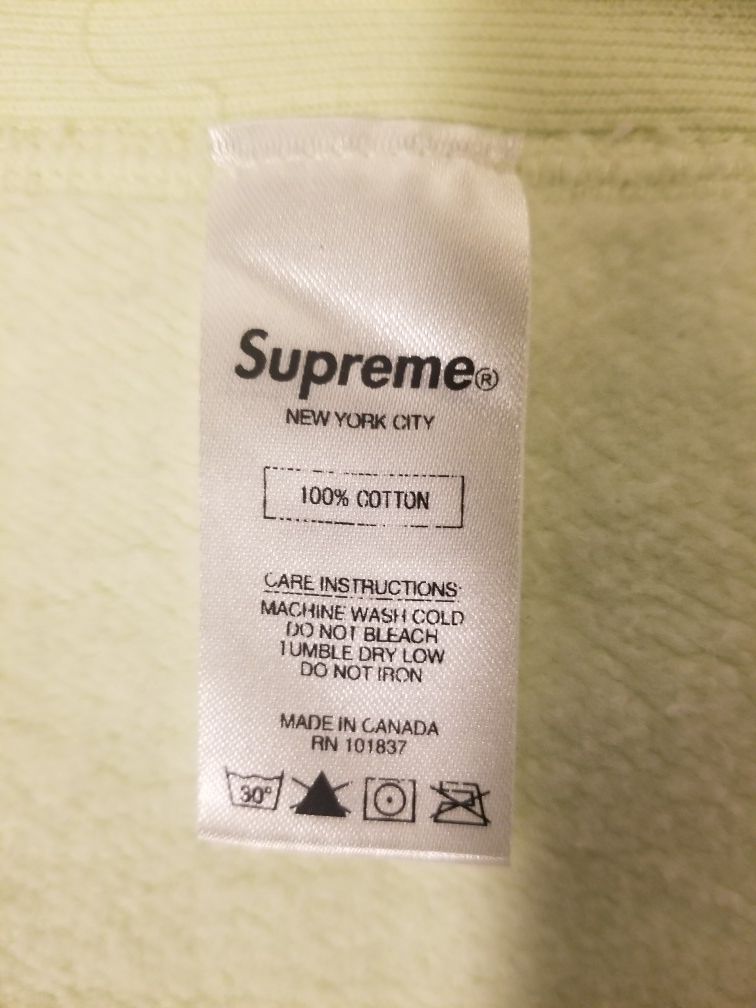 Supreme®
NEW YORK CITY
100% COTTON
CARE INSTRUCTIONS:
MACHINE WASH COLD
DO NOT BLEACH
TUMBLE DRY LOW
DO NOT IRON
MADE IN CANADA
RN 101837
30°